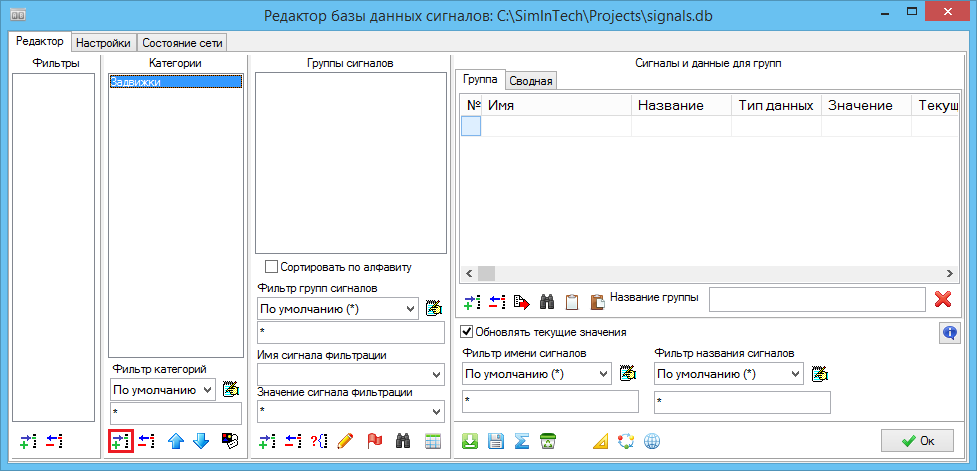 Редактор базы данных сигналов: C:\SimInTech\Projects\signals.db
Редактор Настройки Состояние сети
Фильтры
Категории
Задвижки
Фильтр категорий
По умолчанию
*
Группы сигналов
Сортировать по алфавиту
Фильтр групп сигналов
По умолчанию (*)
*
Имя сигнала фильтрации
Значение сигнала фильтрации
*
Сигналы и данные для групп
Группа Сводная
№ Имя Название Тип данных Значение Текущ
Название группы
Обновлять текущие значения
Фильтр имени сигналов Фильтр названия сигналов
По умолчанию (*) По умолчанию (*)
* *
Ок